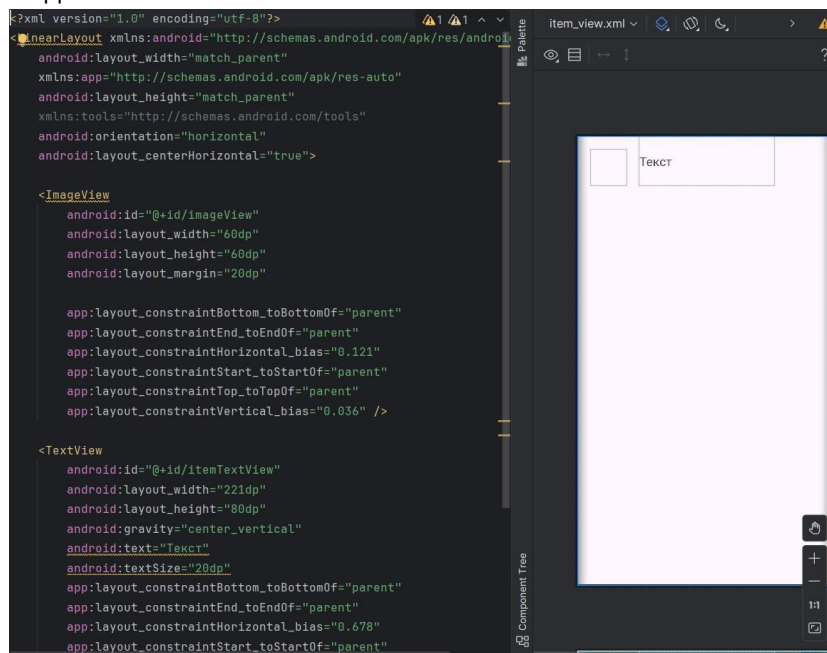 <?xml version="1.0" encoding="utf-8"?>
1 1
LinearLayout xmlns:android="http://schemas.android.com/apk/res/androi
android:layout_width="match_parent"
xmlns:app="http://schemas.android.com/apk/res-auto"
android:layout_height="match_parent"
xmlns:tools="http://schemas.android.com/tools"
android:orientation="horizontal"
android:layout_centerHorizontal="true">
<ImageView
android:id="@+id/imageView"
android:layout_width="60dp"
android:layout_height="60dp"
android:layout_margin="20dp"
app:layout_constraintBottom_toBottomOf="parent"
app:layout_constraintEnd_toEndOf="parent"
app:layout_constraintHorizontal_bias="0.121"
app:layout_constraintStart_toStartOf="parent"
app:layout_constraintTop_toTopOf="parent"
app:layout_constraintVertical_bias="0.036" />
<TextView
android:id="@+id/itemTextView"
android:layout_width="221dp"
android:layout_height="80dp"
android:gravity="center_vertical"
android:text="Текст"
android:textSize="20dp"
app:layout_constraintBottom_toBottomOf="parent"
app:layout_constraintEnd_toEndOf="parent"
app:layout_constraintHorizontal_bias="0.678"
app:layout_constraintStart_toStartOf="parent"
Palette
Component Tree
item_view.xml
?
Текст
1:1